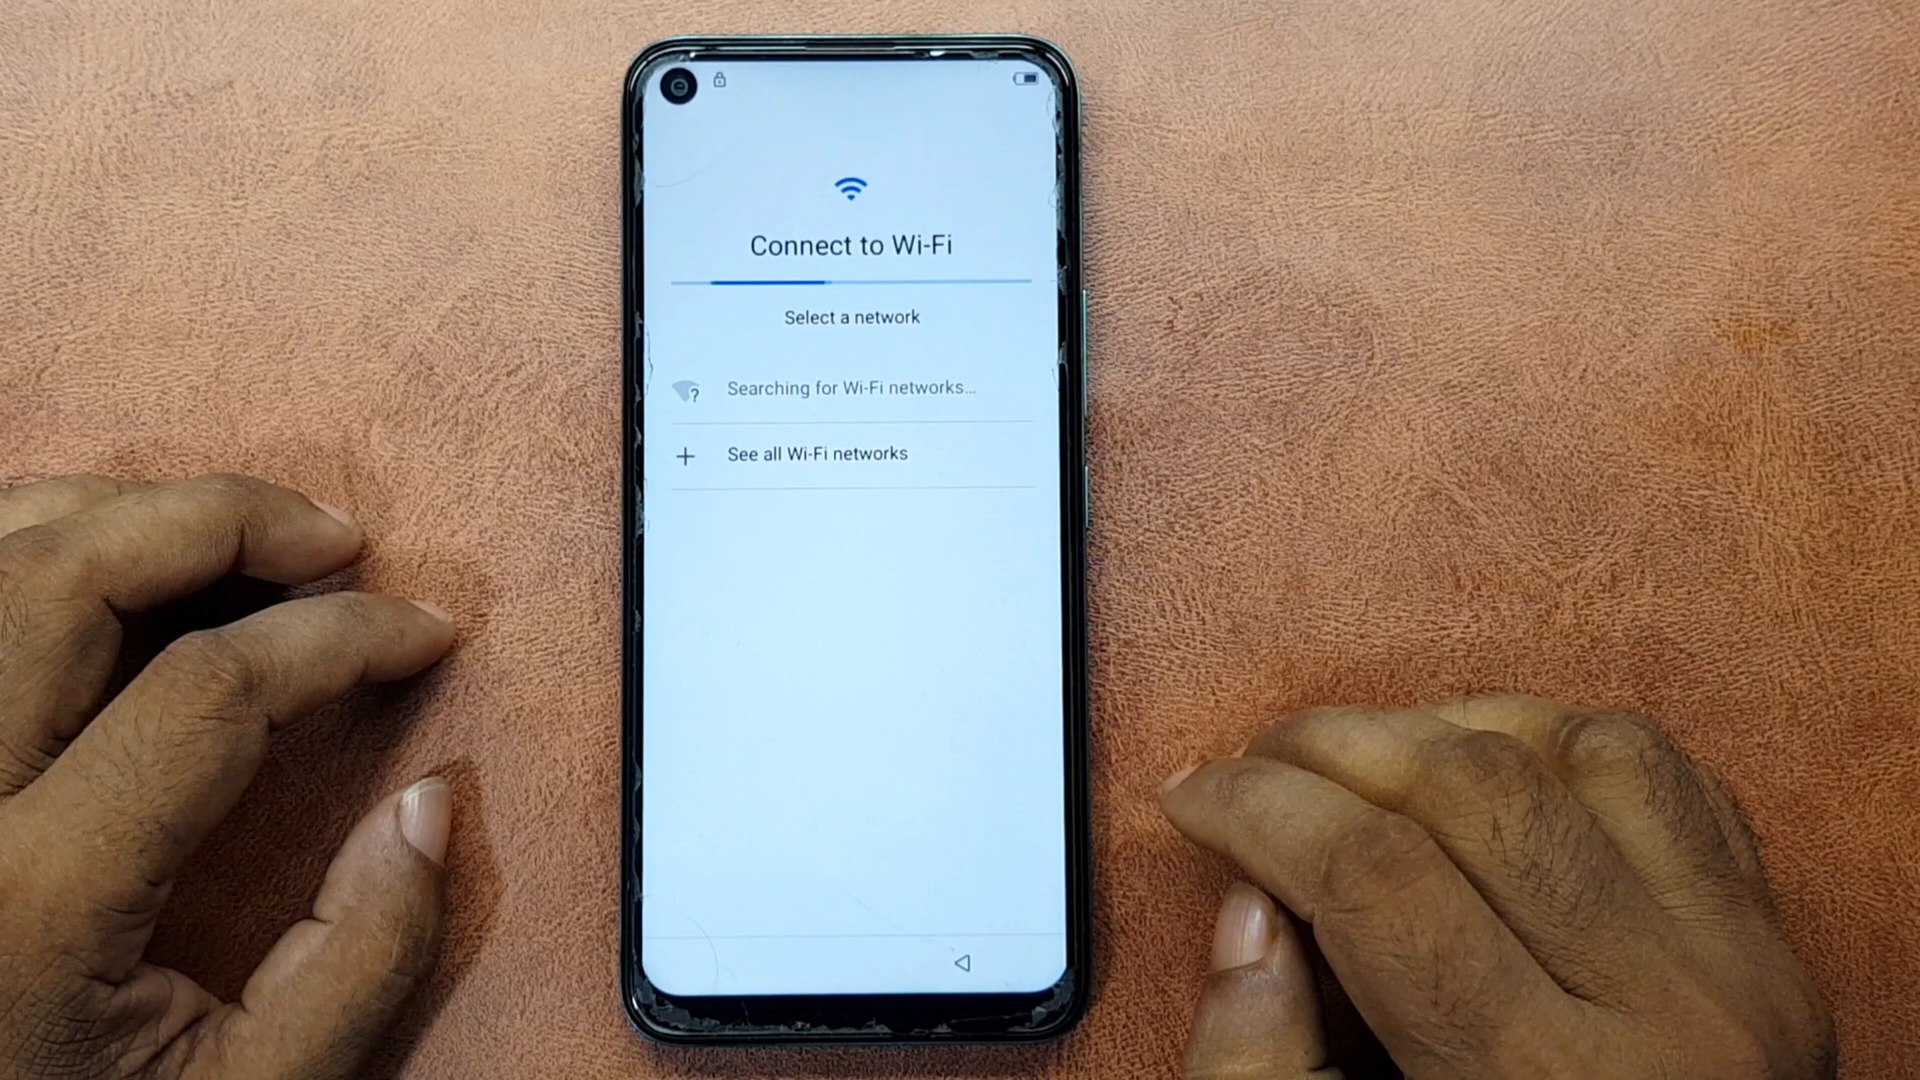 Connect to Wi-Fi
Select a network
Searching for Wi-Fi networks…
See all Wi-Fi networks